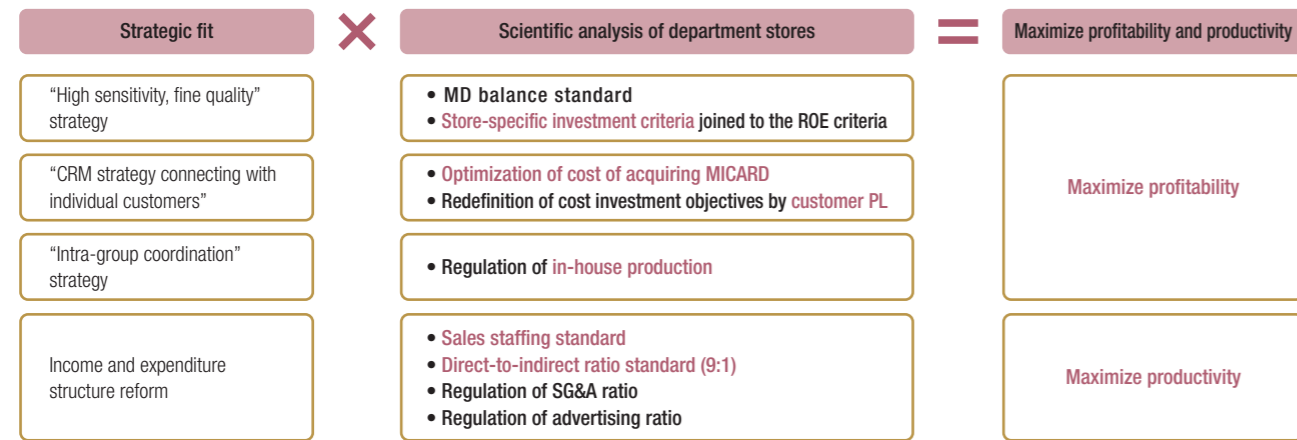 Strategic fit × Scientific analysis of department stores = Maximize profitability and productivity
“High sensitivity, fine quality”
strategy
• MD balance standard
• Store-specific investment criteria joined to the ROE criteria
“CRM strategy connecting with
individual customers”
• Optimization of cost of acquiring MICARD
• Redefinition of cost investment objectives by customer PL
“Intra-group coordination”
strategy
• Regulation of in-house production
Maximize profitability
Income and expenditure
structure reform
• Sales staffing standard
• Direct-to-indirect ratio standard (9:1)
• Regulation of SG&A ratio
• Regulation of advertising ratio
Maximize productivity